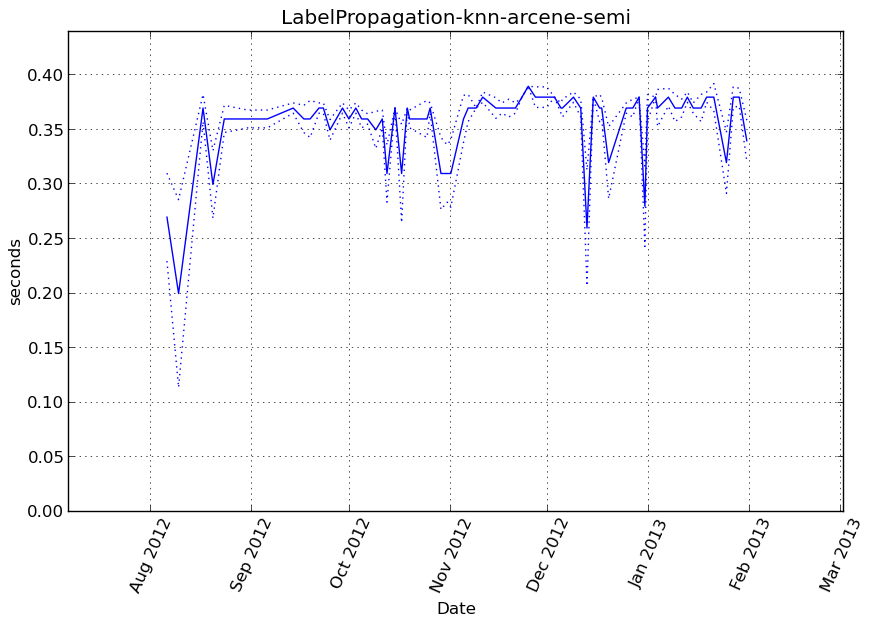 LabelPropagation-knn-arcene-semi
seconds
0.40
0.35
0.30
0.25
0.20
0.15
0.10
0.05
0.00
Aug 2012
Sep 2012
Oct 2012
Nov 2012
Dec 2012
Jan 2013
Feb 2013
Mar 2013
Date